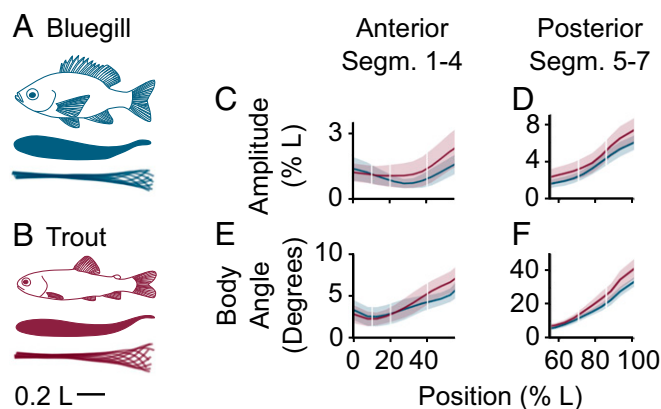 A Bluegill
B Trout
0.2 L
Anterior
Segm. 1-4
Posterior
Segm. 5-7
C
Amplitude
(% L)
3
0
D
8
4
0
E
Body
Angle
(Degrees)
10
5
0
0 20 40
F
40
20
0
60 80 100
Position (% L)